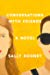 CONVERSATIONS
WITH FRIENDS
A NOVEL
SALLY ROONEY